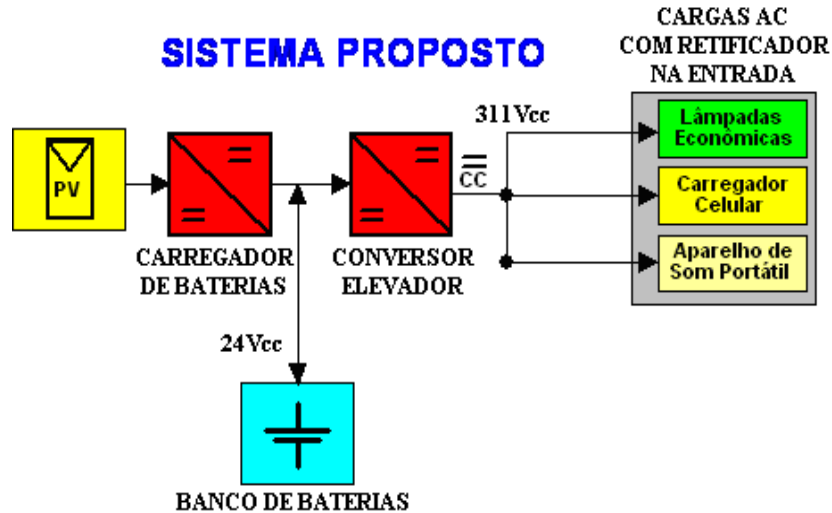 SISTEMA PROPOSTO
CARGAS AC
COM RETIFICADOR
NA ENTRADA
PV
CARREGADOR
DE BATERIAS
CONVERSOR
ELEVADOR
CC
311Vcc
Lâmpadas
Econômicas
Carregador
Celular
Aparelho de
Som Portátil
24Vcc
BANCO DE BATERIAS